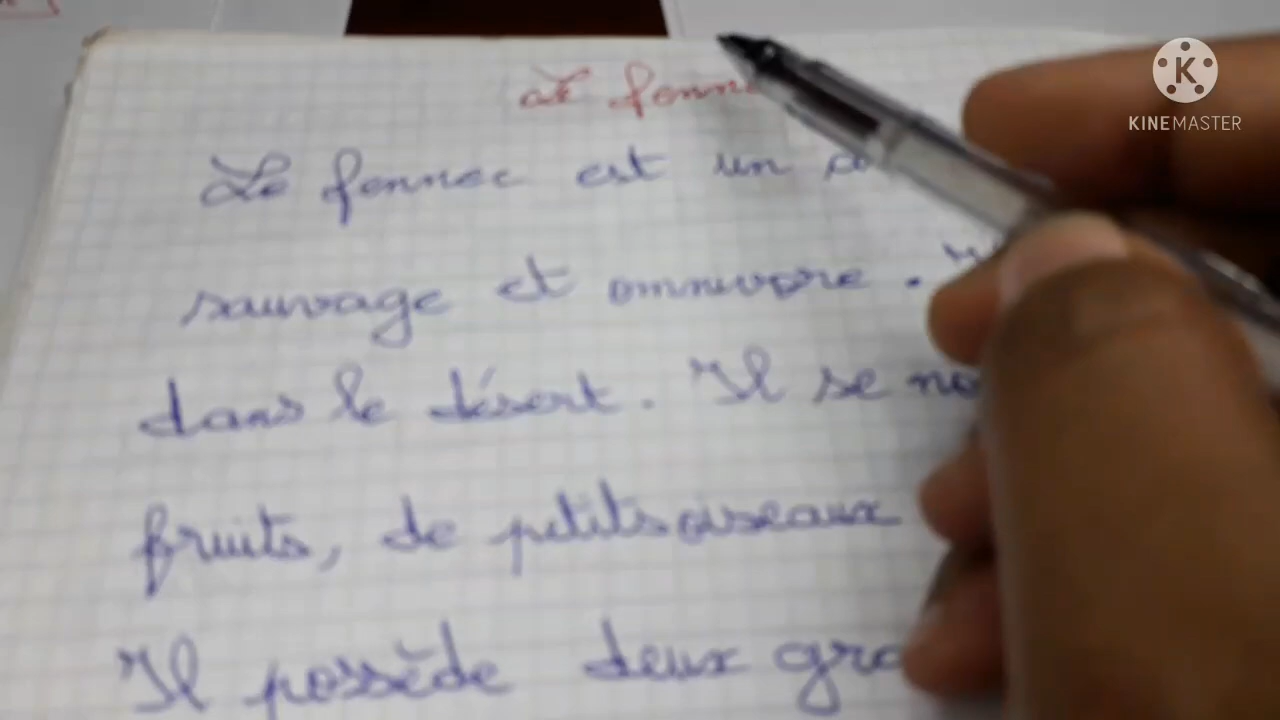 Le fennec
Le fennec est un
sauvage et omnivore.
dans le désert. Il se
fruits, de petits oiseaux
Il possède deux
KINEMASTER